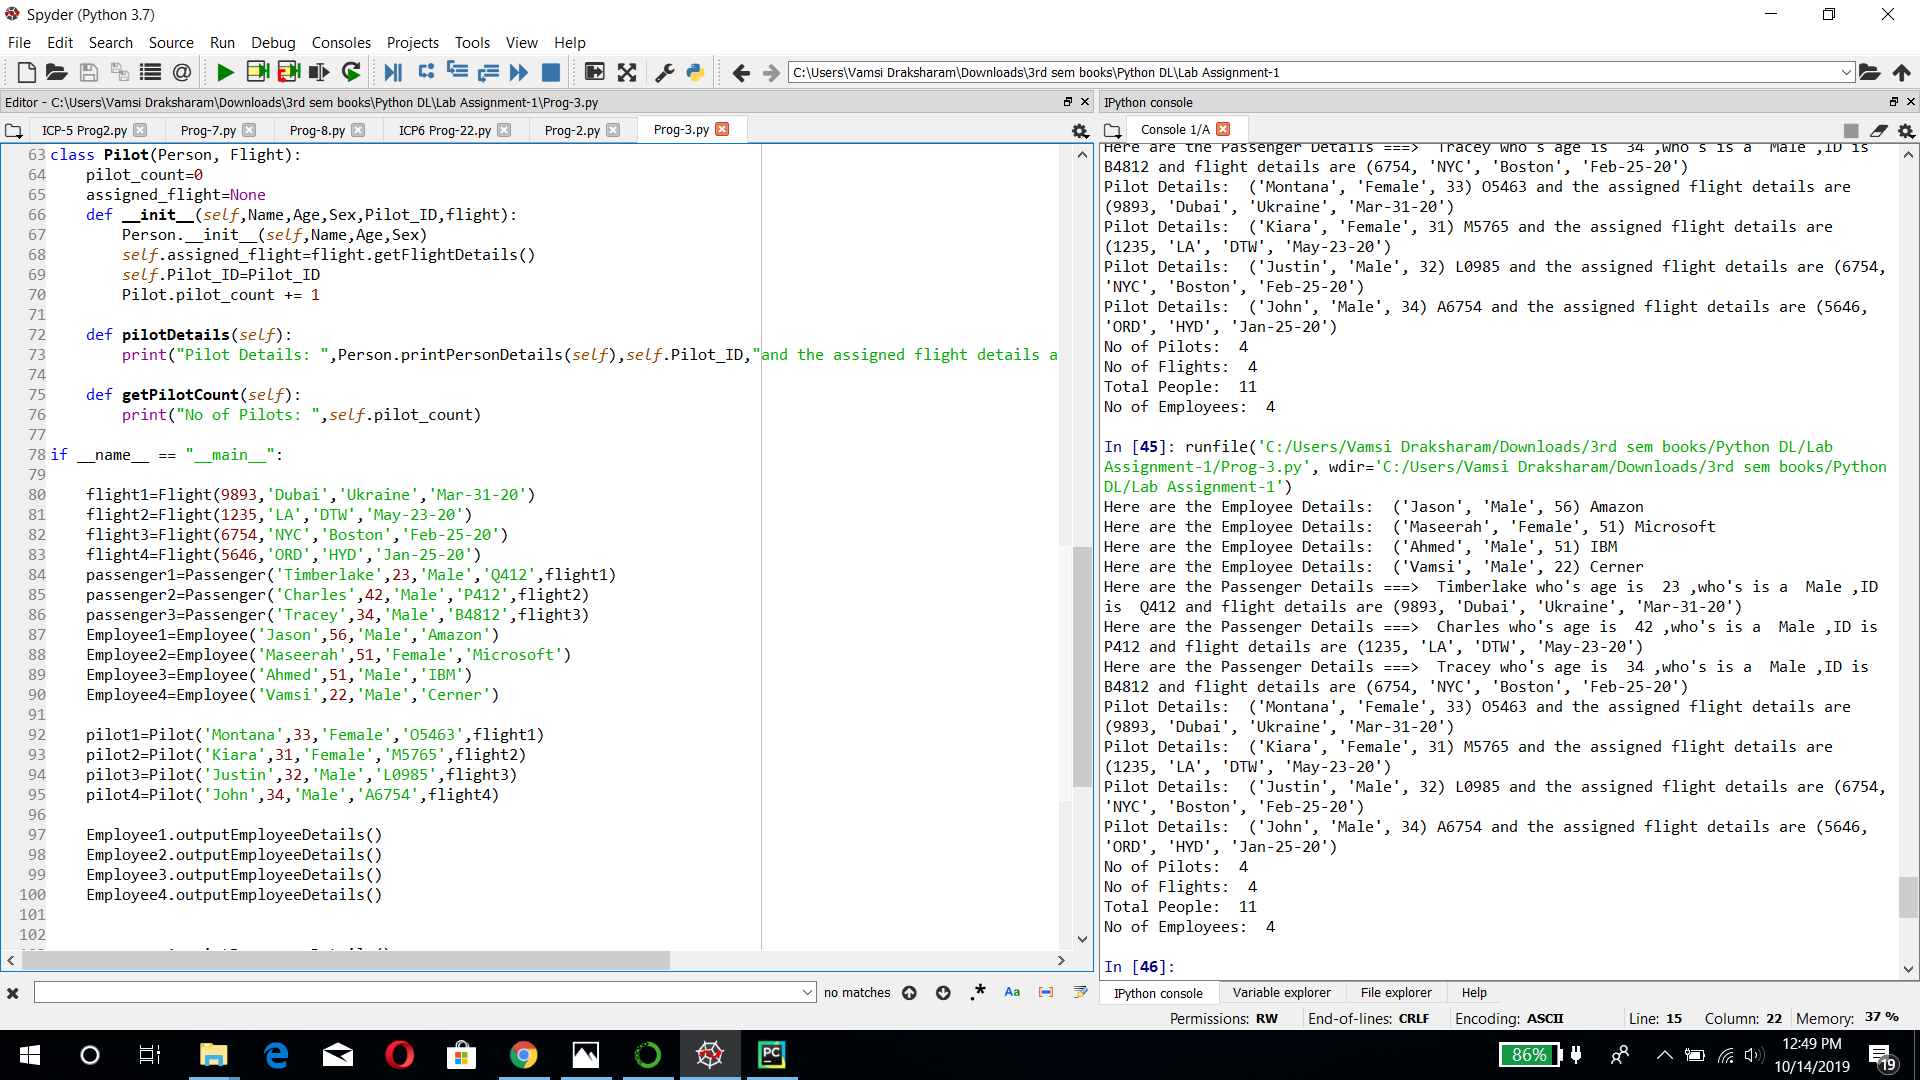 Spyder (Python 3.7)
File Edit Search Source Run Debug Consoles Projects Tools View Help
C:\Users\Vamsi Draksharam\Downloads\3rd sem books\Python DL\Lab Assignment-1
Editor - C:\Users\Vamsi Draksharam\Downloads\3rd sem books\Python DL\Lab Assignment-1\Prog-3.py
ICP-5 Prog2.py Prog-7.py Prog-8.py ICP6 Prog-22.py Prog-2.py Prog-3.py
63 class Pilot(Person, Flight):
64     pilot_count=0
65     assigned_flight=None
66     def __init__(self,Name,Age,Sex,Pilot_ID,flight):
67         Person.__init__(self,Name,Age,Sex)
68         self.assigned_flight=flight.getFlightDetails()
69         self.Pilot_ID=Pilot_ID
70         Pilot.pilot_count += 1
71
72     def pilotDetails(self):
73         print("Pilot Details: ",Person.printPersonDetails(self),self.Pilot_ID,"and the assigned flight details a
74
75     def getPilotCount(self):
76         print("No of Pilots: ",self.pilot_count)
77
78 if __name__ == "__main__":
79
80     flight1=Flight(9893,'Dubai','Ukraine','Mar-31-20')
81     flight2=Flight(1235,'LA','DTW','May-23-20')
82     flight3=Flight(6754,'NYC','Boston','Feb-25-20')
83     flight4=Flight(5646,'ORD','HYD','Jan-25-20')
84     passenger1=Passenger('Timberlake',23,'Male','Q412',flight1)
85     passenger2=Passenger('Charles',42,'Male','P412',flight2)
86     passenger3=Passenger('Tracey',34,'Male','B4812',flight3)
87     Employee1=Employee('Jason',56,'Male','Amazon')
88     Employee2=Employee('Maseerah',51,'Female','Microsoft')
89     Employee3=Employee('Ahmed',51,'Male','IBM')
90     Employee4=Employee('Vamsi',22,'Male','Cerner')
91
92     pilot1=Pilot('Montana',33,'Female','O5463',flight1)
93     pilot2=Pilot('Kiara',31,'Female','M5765',flight2)
94     pilot3=Pilot('Justin',32,'Male','L0985',flight3)
95     pilot4=Pilot('John',34,'Male','A6754',flight4)
96
97     Employee1.outputEmployeeDetails()
98     Employee2.outputEmployeeDetails()
99     Employee3.outputEmployeeDetails()
100     Employee4.outputEmployeeDetails()
101
102
no matches
Aa
IPython console
Console 1/A
Here are the Passenger Details ===>  Tracey who's age is  34 ,who's is a  Male ,ID is
B4812 and flight details are (6754, 'NYC', 'Boston', 'Feb-25-20')
Pilot Details:  ('Montana', 'Female', 33) O5463 and the assigned flight details are
(9893, 'Dubai', 'Ukraine', 'Mar-31-20')
Pilot Details:  ('Kiara', 'Female', 31) M5765 and the assigned flight details are
(1235, 'LA', 'DTW', 'May-23-20')
Pilot Details:  ('Justin', 'Male', 32) L0985 and the assigned flight details are (6754,
'NYC', 'Boston', 'Feb-25-20')
Pilot Details:  ('John', 'Male', 34) A6754 and the assigned flight details are (5646,
'ORD', 'HYD', 'Jan-25-20')
No of Pilots:  4
No of Flights:  4
Total People:  11
No of Employees:  4
In [45]: runfile('C:/Users/Vamsi Draksharam/Downloads/3rd sem books/Python DL/Lab
Assignment-1/Prog-3.py', wdir='C:/Users/Vamsi Draksharam/Downloads/3rd sem books/Python
DL/Lab Assignment-1')
Here are the Employee Details:  ('Jason', 'Male', 56) Amazon
Here are the Employee Details:  ('Maseerah', 'Female', 51) Microsoft
Here are the Employee Details:  ('Ahmed', 'Male', 51) IBM
Here are the Employee Details:  ('Vamsi', 'Male', 22) Cerner
Here are the Passenger Details ===>  Timberlake who's age is  23 ,who's is a  Male ,ID
is  Q412 and flight details are (9893, 'Dubai', 'Ukraine', 'Mar-31-20')
Here are the Passenger Details ===>  Charles who's age is  42 ,who's is a  Male ,ID is
P412 and flight details are (1235, 'LA', 'DTW', 'May-23-20')
Here are the Passenger Details ===>  Tracey who's age is  34 ,who's is a  Male ,ID is
B4812 and flight details are (6754, 'NYC', 'Boston', 'Feb-25-20')
Pilot Details:  ('Montana', 'Female', 33) O5463 and the assigned flight details are
(9893, 'Dubai', 'Ukraine', 'Mar-31-20')
Pilot Details:  ('Kiara', 'Female', 31) M5765 and the assigned flight details are
(1235, 'LA', 'DTW', 'May-23-20')
Pilot Details:  ('Justin', 'Male', 32) L0985 and the assigned flight details are (6754,
'NYC', 'Boston', 'Feb-25-20')
Pilot Details:  ('John', 'Male', 34) A6754 and the assigned flight details are (5646,
'ORD', 'HYD', 'Jan-25-20')
No of Pilots:  4
No of Flights:  4
Total People:  11
No of Employees:  4
In [46]:
IPython console Variable explorer File explorer Help
Permissions: RW End-of-lines: CRLF Encoding: ASCII Line: 15 Column: 22 Memory: 37 %
PC
86%
12:49 PM
10/14/2019
19